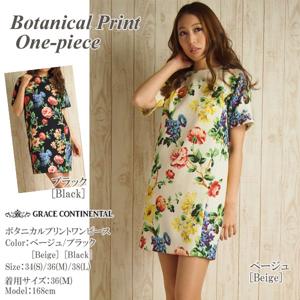 Botanical Print
One-piece
ブラック
[Black]
GRACE CONTINENTAL
ボタニカルプリントワンピース
Color:ベージュ/ブラック
[Beige] [Black]
Size:34(S)/36(M)/38(L)
着用サイズ:36(M)
Model:168cm
ベージュ
[Beige]